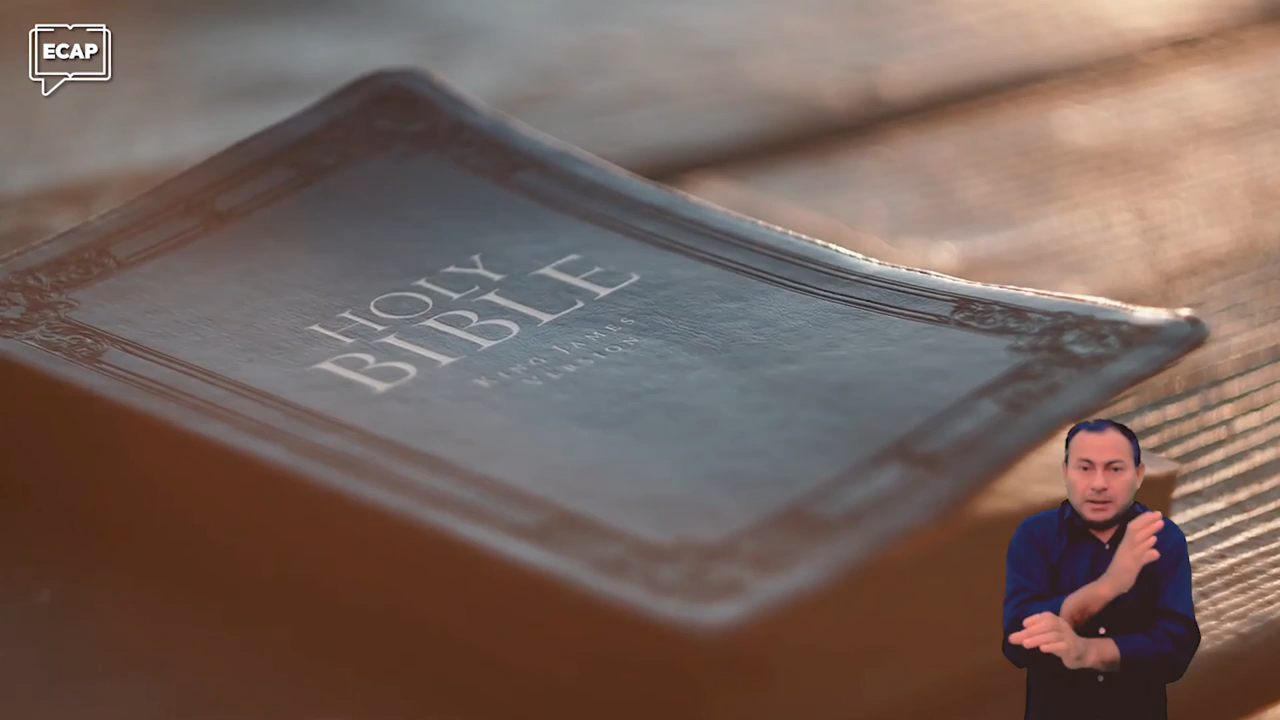 ECAP
HOLY
BIBLE
KING JAMES
VERSION